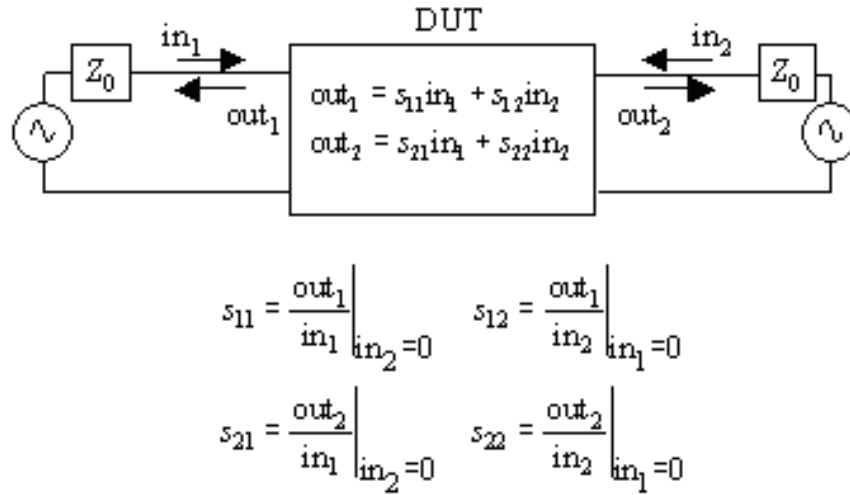 DUT
in₁
in₂
Z₀
Z₀
out₁
out₂
out₁ = s₁₁in₁ + s₁₂in₂
out₂ = s₂₁in₁ + s₂₂in₂
s₁₁ = out₁/in₁ |in₂=0
s₁₂ = out₁/in₂ |in₁=0
s₂₁ = out₂/in₁ |in₂=0
s₂₂ = out₂/in₂ |in₁=0